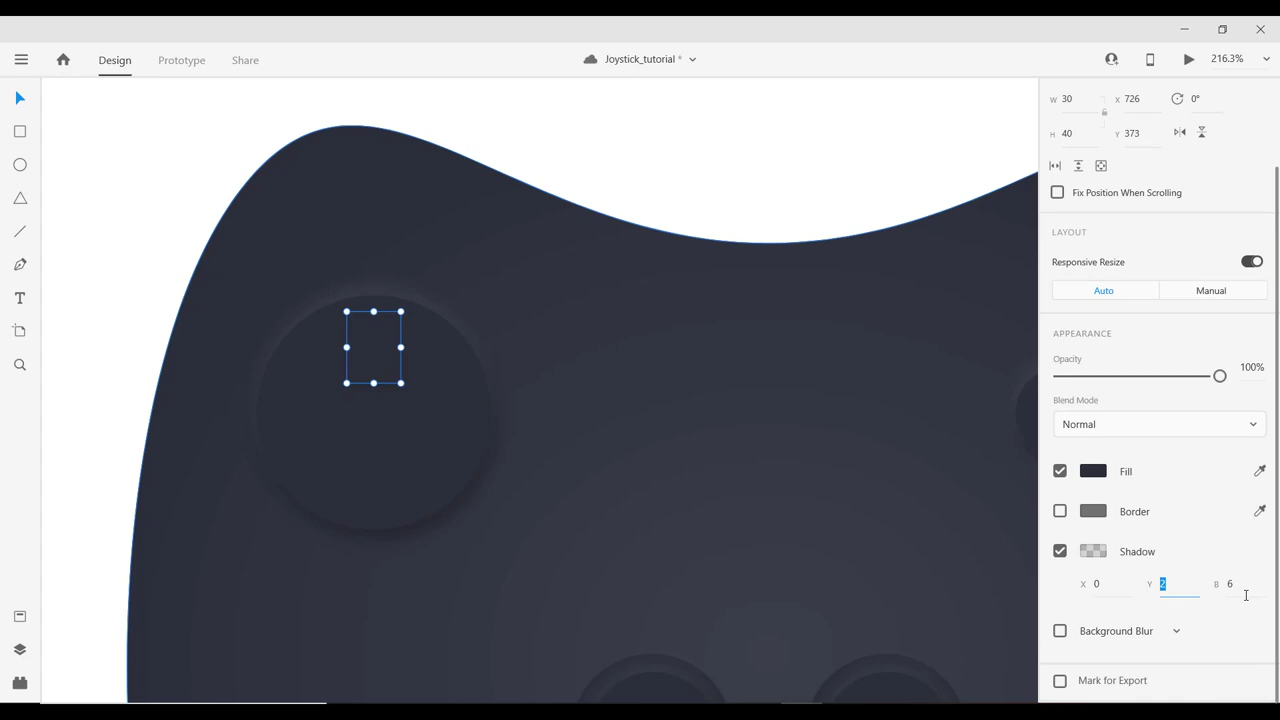 Design Prototype Share Joystick_tutorial * 216.3%
W 30 X 726 0°
H 40 Y 373
Fix Position When Scrolling
LAYOUT
Responsive Resize
Auto Manual
APPEARANCE
Opacity
100%
Blend Mode
Normal
Fill
Border
Shadow
X 0 Y 2 B 6
Background Blur
Mark for Export